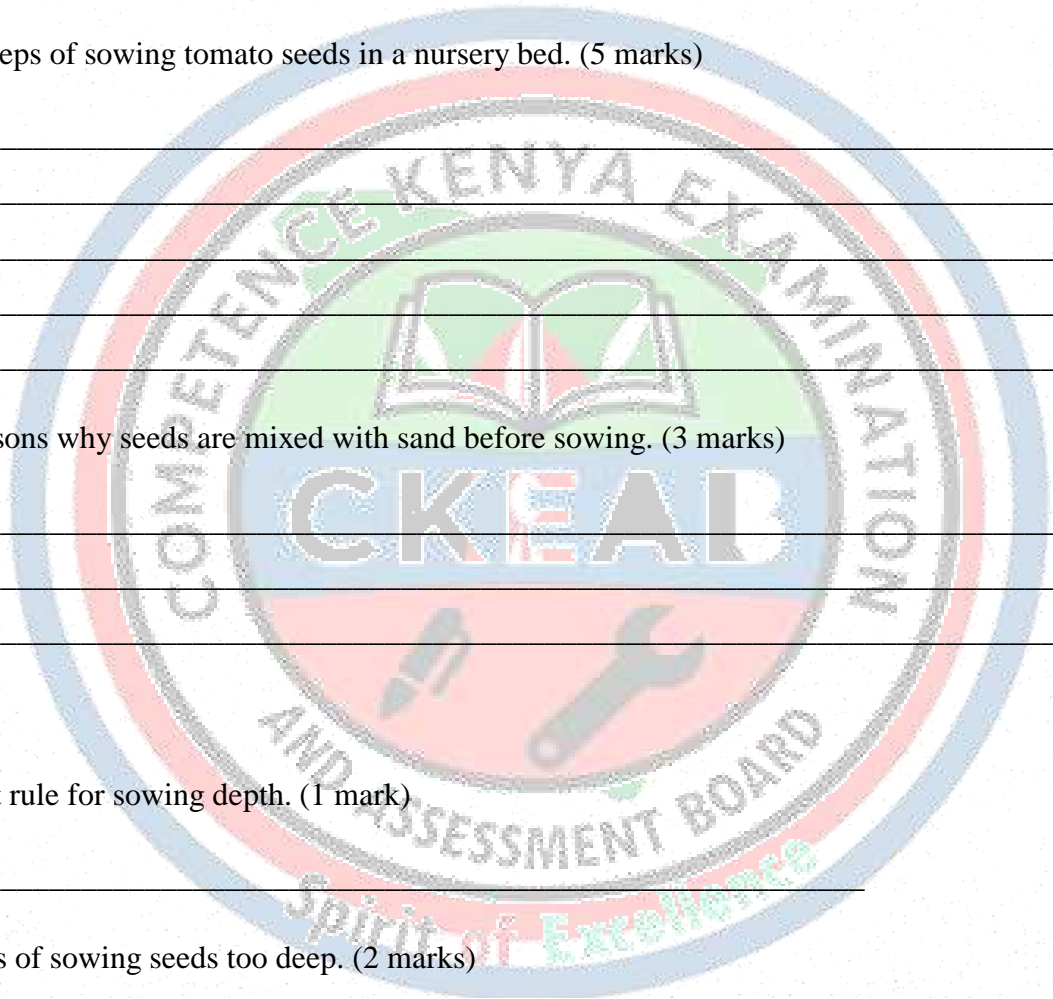 eps of sowing tomato seeds in a nursery bed. (5 marks)
COMPETENCE KENYA EXAMINATION
sons why seeds are mixed with sand before sowing. (3 marks)
CKEAB
AND ASSESSMENT BOARD
t rule for sowing depth. (1 mark)
Spirit of Excellence
s of sowing seeds too deep. (2 marks)